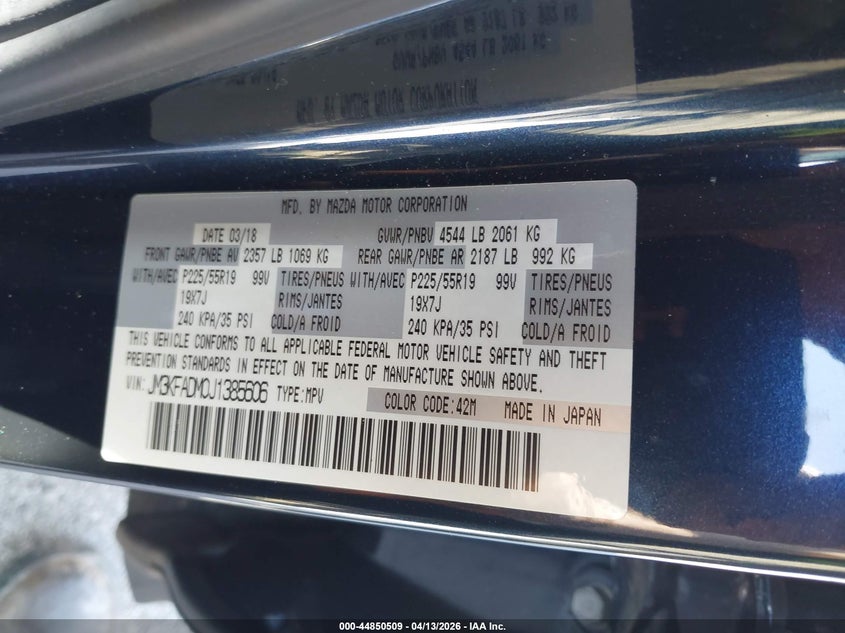 MFD. BY MAZDA MOTOR CORPORATION
DATE 03/18 GVWR/PNBV 4544 LB 2061 KG
FRONT GAWR/PNBE AV 2357 LB 1069 KG REAR GAWR/PNBE AR 2187 LB 992 KG
WITH/AVEC P225/55R19 99V TIRES/PNEUS WITH/AVEC P225/55R19 99V TIRES/PNEUS
19X7J RIMS/JANTES 19X7J RIMS/JANTES
240 KPA/35 PSI COLD/A FROID 240 KPA/35 PSI COLD/A FROID
THIS VEHICLE CONFORMS TO ALL APPLICABLE FEDERAL MOTOR VEHICLE SAFETY AND THEFT
PREVENTION STANDARDS IN EFFECT ON THE DATE OF MANUFACTURE SHOWN ABOVE.
VIN: JM3KFADM0J1385606 TYPE:MPV
COLOR CODE:42M MADE IN JAPAN
000-44850509 - 04/13/2026 - IAA Inc.